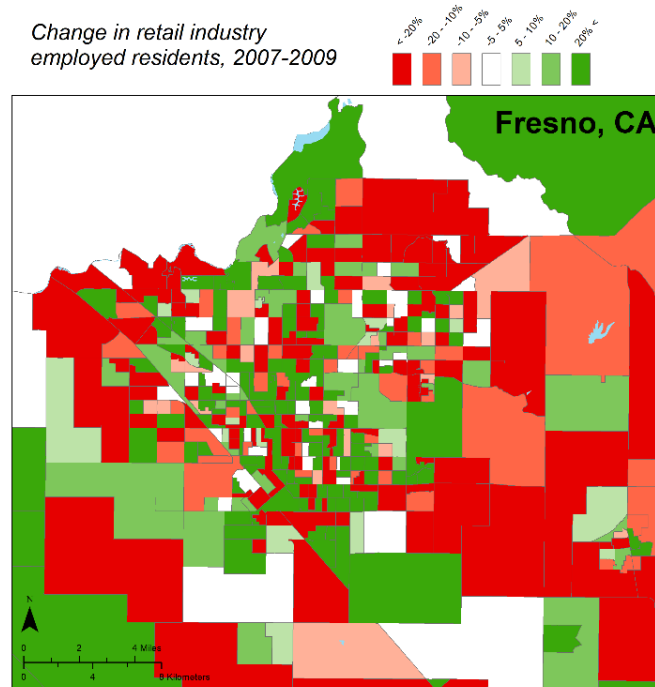 Change in retail industry
employed residents, 2007-2009
< -20%
-20 - -10%
-10 - -5%
-5 - 5%
5 - 10%
10 - 20%
20% <
Fresno, CA
N
0 2 4 Miles
0 4 8 Kilometers